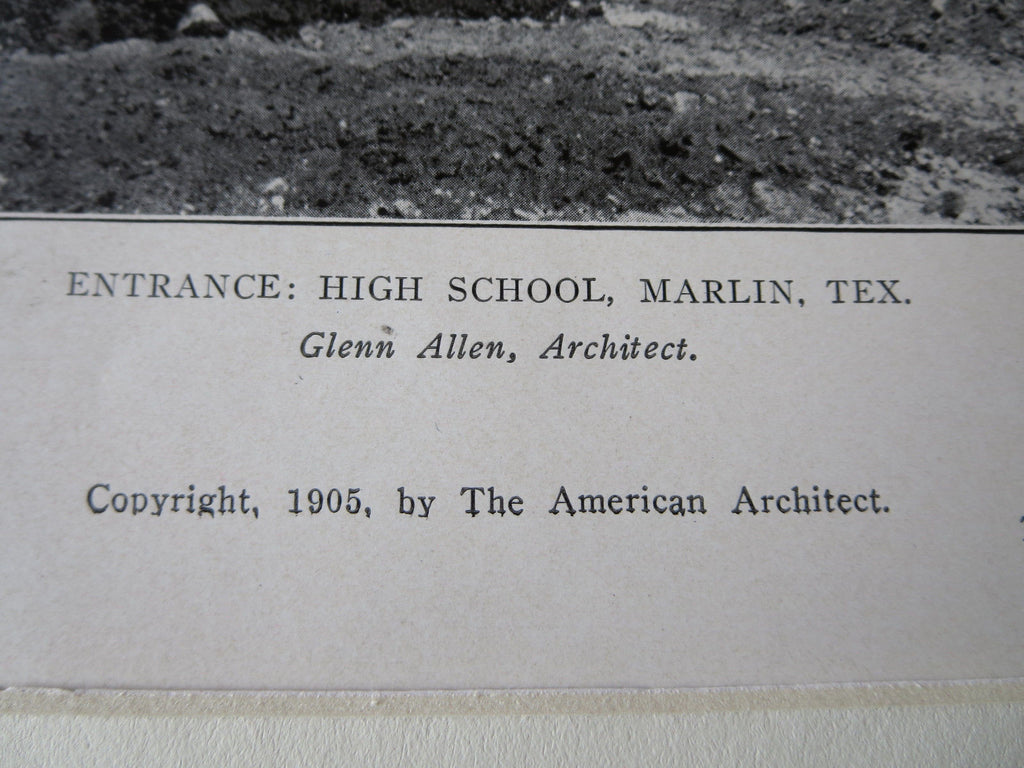 ENTRANCE: HIGH SCHOOL, MARLIN, TEX.
Glenn Allen, Architect.
Copyright, 1905, by The American Architect.